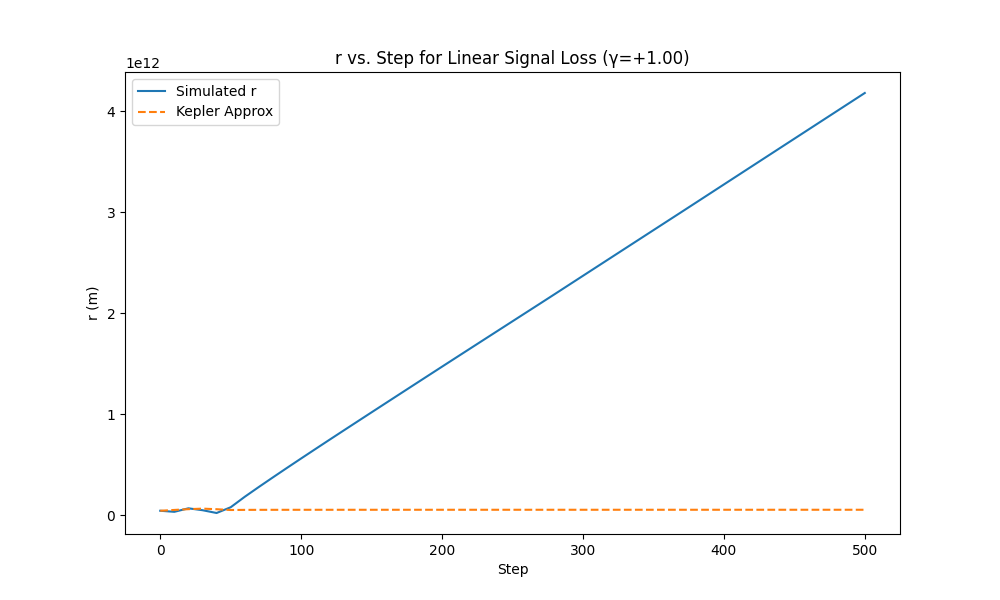 r vs. Step for Linear Signal Loss (γ=+1.00)
1e12
Simulated r
Kepler Approx
4
3
2
1
0
r (m)
0 100 200 300 400 500
Step